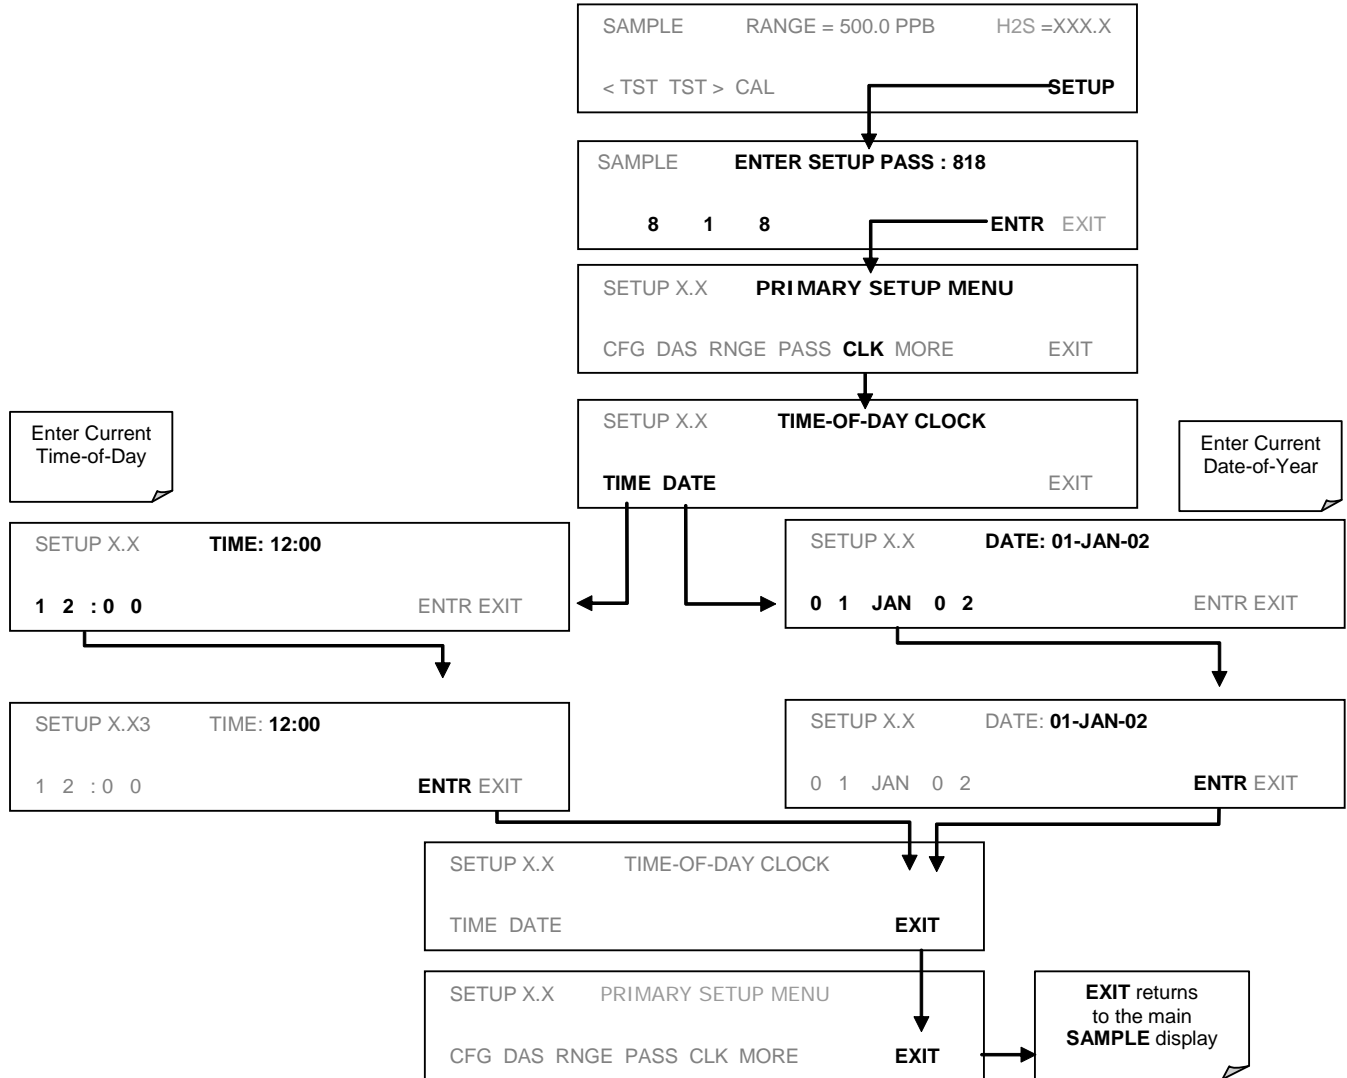 SAMPLE RANGE = 500.0 PPB H2S =XXX.X
< TST TST > CAL SETUP
SAMPLE ENTER SETUP PASS : 818
8 1 8 ENTR EXIT
SETUP X.X PRIMARY SETUP MENU
CFG DAS RNGE PASS CLK MORE EXIT
Enter Current
Time-of-Day
SETUP X.X TIME-OF-DAY CLOCK
TIME DATE EXIT
Enter Current
Date-of-Year
SETUP X.X TIME: 12:00
1 2 : 0 0 ENTR EXIT
SETUP X.X DATE: 01-JAN-02
0 1 JAN 0 2 ENTR EXIT
SETUP X.X3 TIME: 12:00
1 2 : 0 0 ENTR EXIT
SETUP X.X DATE: 01-JAN-02
0 1 JAN 0 2 ENTR EXIT
SETUP X.X TIME-OF-DAY CLOCK
TIME DATE EXIT
SETUP X.X PRIMARY SETUP MENU
CFG DAS RNGE PASS CLK MORE EXIT
EXIT returns
to the main
SAMPLE display